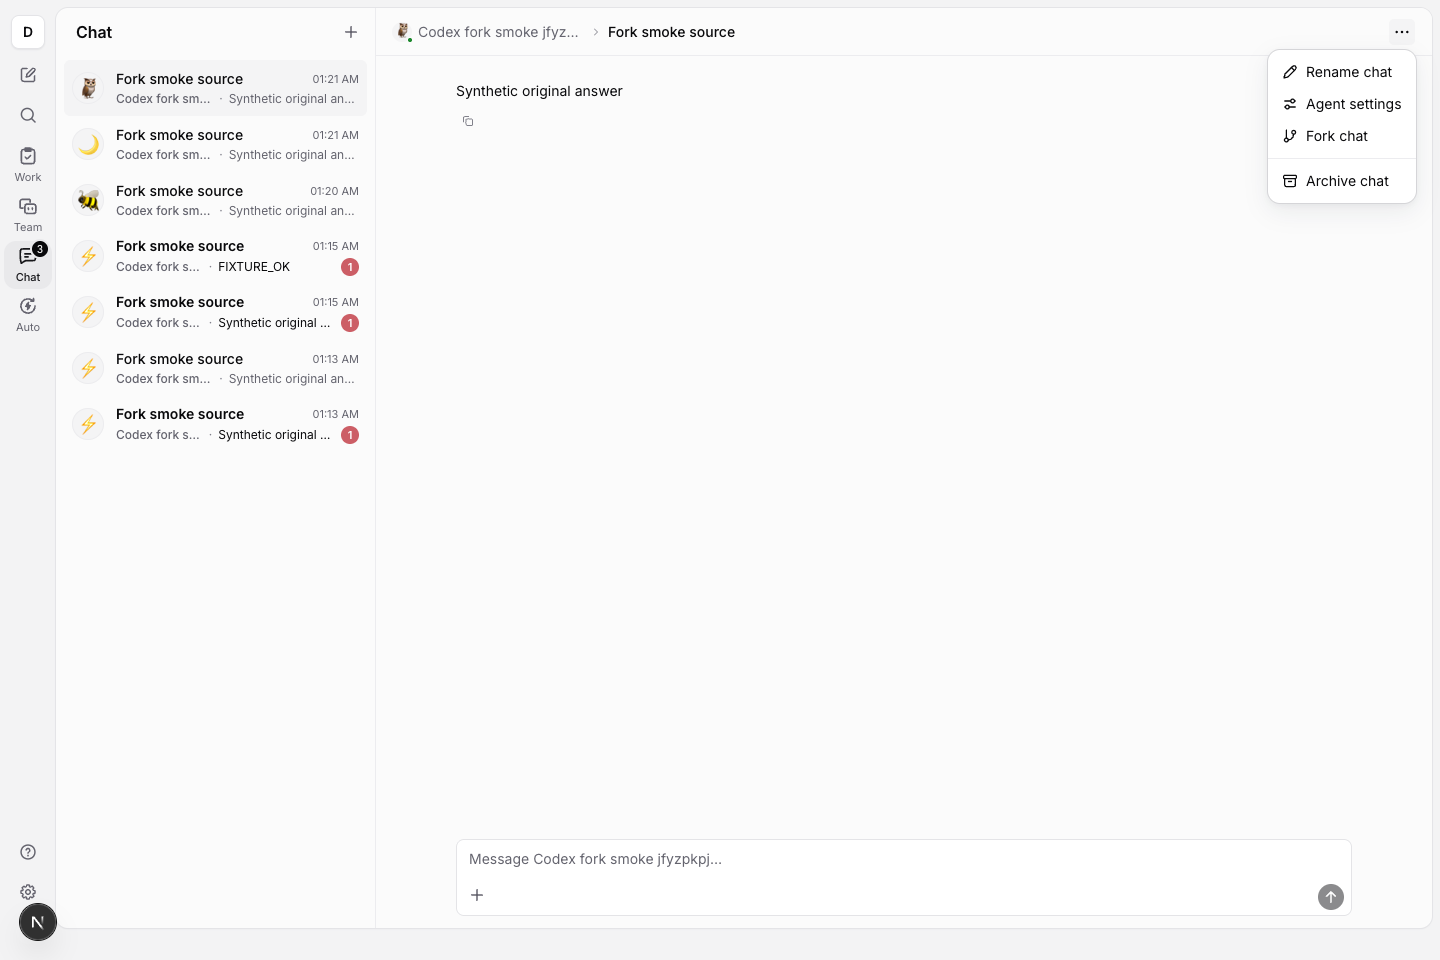 D
Work
Team
3
Chat
Auto
N
Chat
Fork smoke source 01:21 AM
Codex fork sm... · Synthetic original an...
Fork smoke source 01:21 AM
Codex fork sm... · Synthetic original an...
Fork smoke source 01:20 AM
Codex fork sm... · Synthetic original an...
Fork smoke source 01:15 AM
Codex fork s... · FIXTURE_OK 1
Fork smoke source 01:15 AM
Codex fork s... · Synthetic original ... 1
Fork smoke source 01:13 AM
Codex fork sm... · Synthetic original an...
Fork smoke source 01:13 AM
Codex fork s... · Synthetic original ... 1
Codex fork smoke jfyz... › Fork smoke source
Synthetic original answer
Rename chat
Agent settings
Fork chat
Archive chat
Message Codex fork smoke jfyzpkpj...